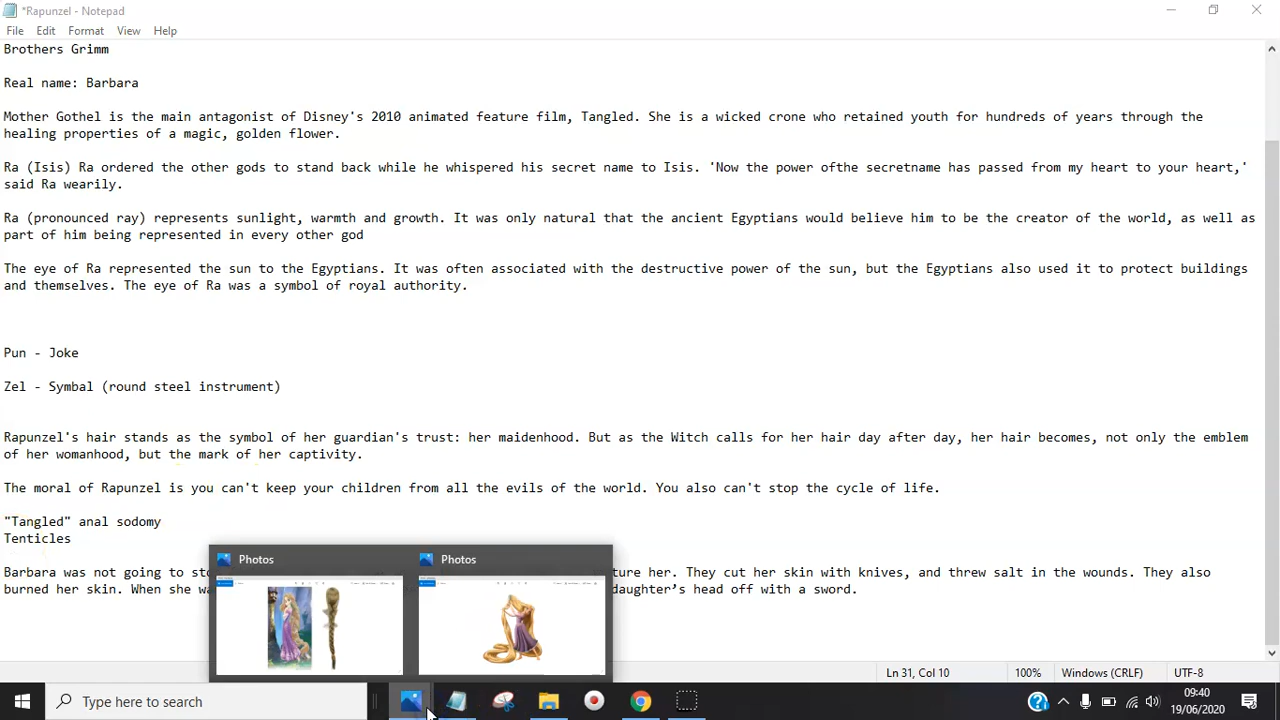 *Rapunzel - Notepad
File Edit Format View Help
Brothers Grimm
Real name: Barbara
Mother Gothel is the main antagonist of Disney's 2010 animated feature film, Tangled. She is a wicked crone who retained youth for hundreds of years through the
healing properties of a magic, golden flower.
Ra (Isis) Ra ordered the other gods to stand back while he whispered his secret name to Isis. 'Now the power ofthe secretname has passed from my heart to your heart,'
said Ra wearily.
Ra (pronounced ray) represents sunlight, warmth and growth. It was only natural that the ancient Egyptians would believe him to be the creator of the world, as well as
part of him being represented in every other god
The eye of Ra represented the sun to the Egyptians. It was often associated with the destructive power of the sun, but the Egyptians also used it to protect buildings
and themselves. The eye of Ra was a symbol of royal authority.
Pun - Joke
Zel - Symbal (round steel instrument)
Rapunzel's hair stands as the symbol of her guardian's trust: her maidenhood. But as the Witch calls for her hair day after day, her hair becomes, not only the emblem
of her womanhood, but the mark of her captivity.
The moral of Rapunzel is you can't keep your children from all the evils of the world. You also can't stop the cycle of life.
"Tangled" anal sodomy
Tenticles
Photos Photos
Barbara was not going to sto her. They cut her skin with knives, and threw salt in the wounds. They also
burned her skin. When she wa daughter's head off with a sword.
Ln 31, Col 10 100% Windows (CRLF) UTF-8
Type here to search
09:40
19/06/2020